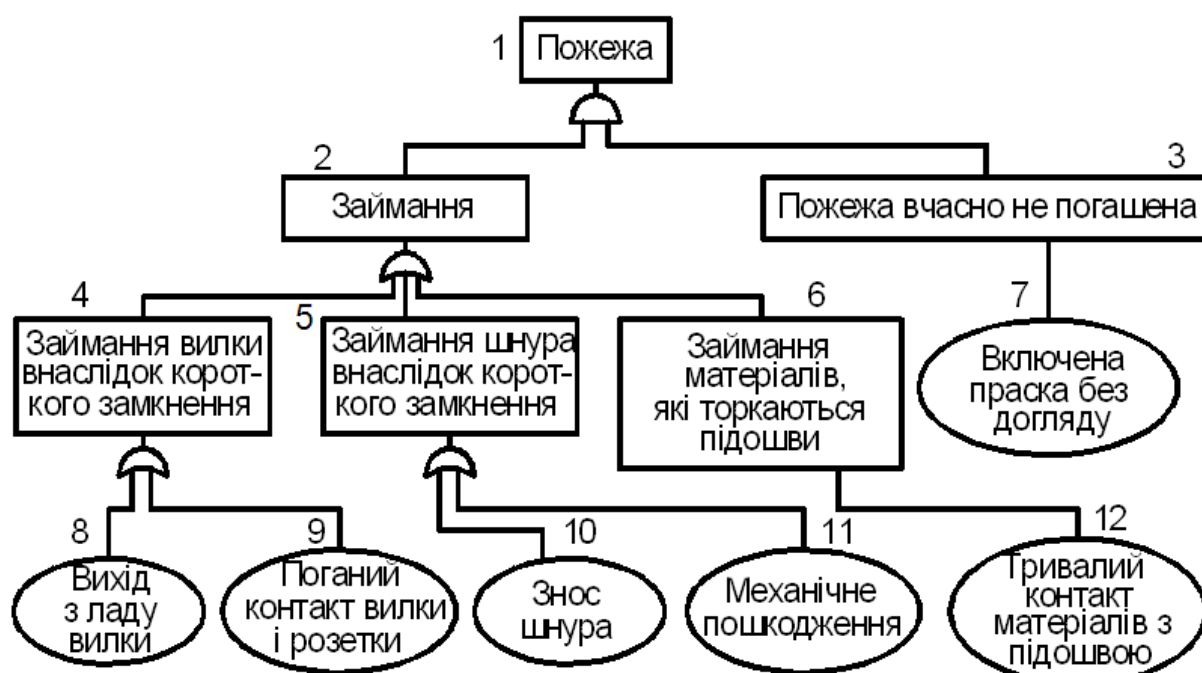 1
Пожежа
2
3
Займання
Пожежа вчасно не погашена
4
5
6
7
Займання вилки
внаслідок корот-
кого замкнення
Займання шнура
внаслідок корот-
кого замкнення
Займання
матеріалів,
які торкаються
підошви
Включена
праска без
догляду
8
9
10
11
12
Вихід
з ладу
вилки
Поганий
контакт вилки
і розетки
Знос
шнура
Механічне
пошкодження
Тривалий
контакт
матеріалів з
підошвою